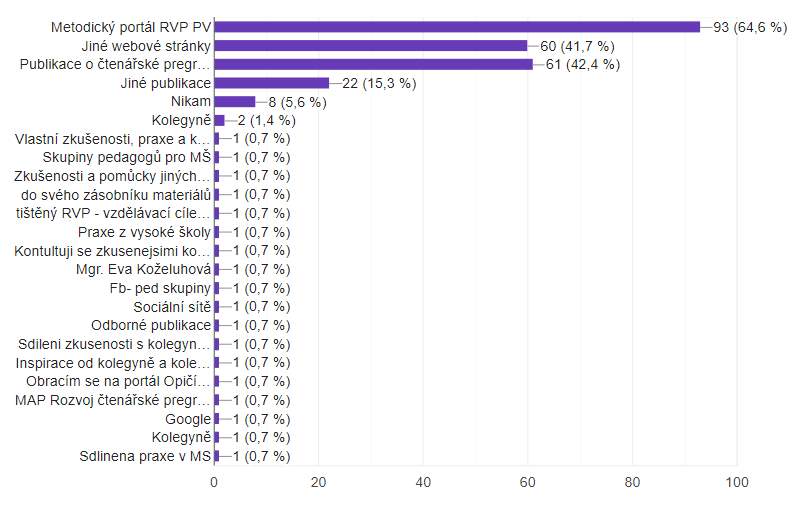 Metodický portál RVP PV 93 (64,6 %)
Jiné webové stránky 60 (41,7 %)
Publikace o čtenářské pregr… 61 (42,4 %)
Jiné publikace 22 (15,3 %)
Nikam 8 (5,6 %)
Kolegyně 2 (1,4 %)
Vlastní zkušenosti, praxe a k… 1 (0,7 %)
Skupiny pedagogů pro MŠ 1 (0,7 %)
Zkušenosti a pomůcky jiných… 1 (0,7 %)
do svého zásobníku materiálů 1 (0,7 %)
tištěný RVP - vzdělávací cíle… 1 (0,7 %)
Praxe z vysoké školy 1 (0,7 %)
Kontultuji se zkusenejsimi ko… 1 (0,7 %)
Mgr. Eva Koželuhová 1 (0,7 %)
Fb- ped skupiny 1 (0,7 %)
Sociální sítě 1 (0,7 %)
Odborné publikace 1 (0,7 %)
Sdileni zkusenosti s kolegyn… 1 (0,7 %)
Inspirace od kolegyně a kole… 1 (0,7 %)
Obracím se na portál Opičí… 1 (0,7 %)
MAP Rozvoj čtenářské pregr… 1 (0,7 %)
Google 1 (0,7 %)
Kolegyně 1 (0,7 %)
Sdlinena praxe v MS 1 (0,7 %)
0 20 40 60 80 100